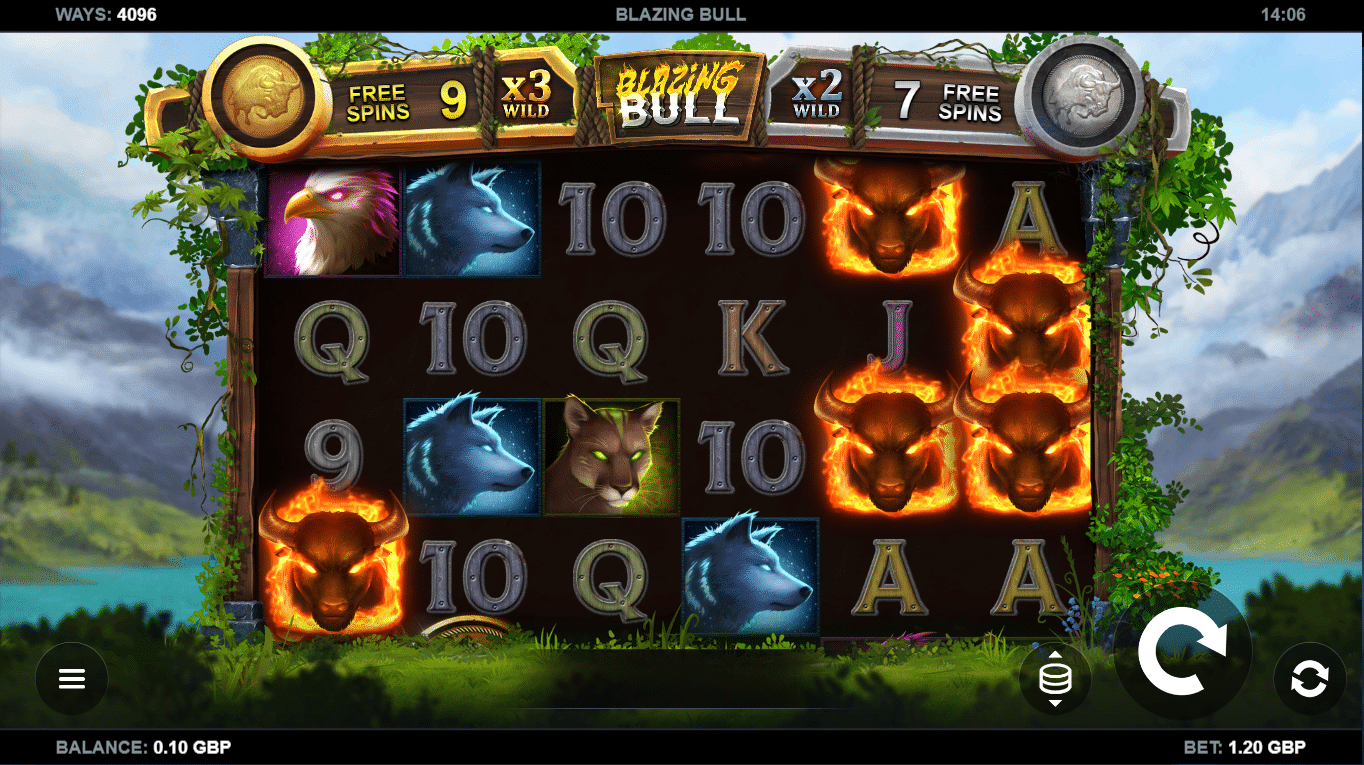 WAYS: 4096 BLAZING BULL 14:06
FREE SPINS 9 x3 WILD
BLAZING BULL
x2 WILD 7 FREE SPINS
10 10 A
Q 10 Q K J
9 10
10 Q A A
BALANCE: 0.10 GBP BET: 1.20 GBP